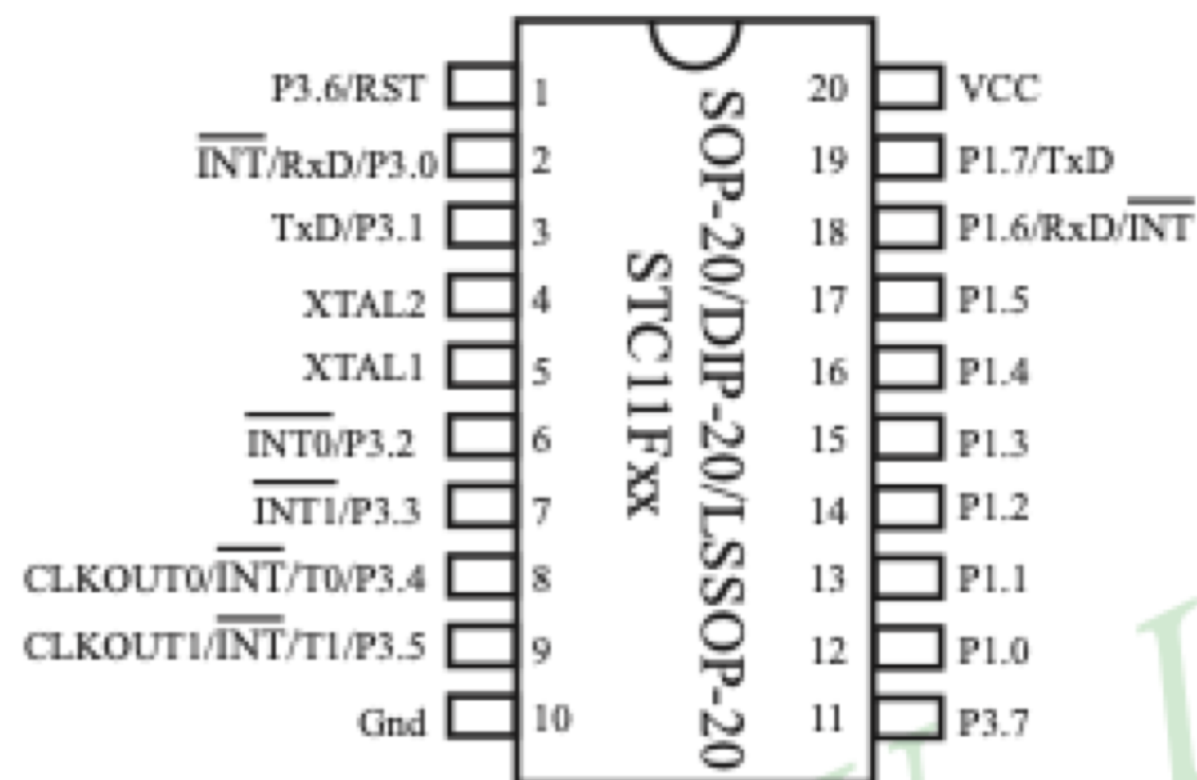 P3.6/RST 1 20 VCC
INT/RxD/P3.0 2 19 P1.7/TxD
TxD/P3.1 3 18 P1.6/RxD/INT
XTAL2 4 17 P1.5
XTAL1 5 16 P1.4
INT0/P3.2 6 15 P1.3
INT1/P3.3 7 14 P1.2
CLKOUT0/INT/T0/P3.4 8 13 P1.1
CLKOUT1/INT/T1/P3.5 9 12 P1.0
Gnd 10 11 P3.7
SOP-20/DIP-20/LSSOP-20
STC11Fxx